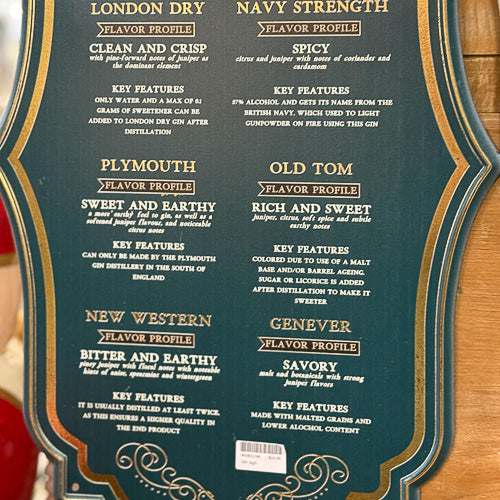 LONDON DRY
FLAVOR PROFILE
CLEAN AND CRISP
with pine-forward notes of juniper as
the dominant element
KEY FEATURES
ONLY WATER AND A MAX OF 0.1
GRAMS OF SWEETENER CAN BE
ADDED TO LONDON DRY GIN AFTER
DISTILLATION
NAVY STRENGTH
FLAVOR PROFILE
SPICY
citrus and juniper with notes of coriander and
cardamom
KEY FEATURES
57% ALCOHOL AND GETS ITS NAME FROM THE
BRITISH NAVY, WHICH USED TO LIGHT
GUNPOWDER ON FIRE USING THIS GIN
PLYMOUTH
FLAVOR PROFILE
SWEET AND EARTHY
a more earthy feel to gin, as well as a
softened juniper flavour, and noticeable
citrus notes
KEY FEATURES
CAN ONLY BE MADE BY THE PLYMOUTH
GIN DISTILLERY IN THE SOUTH OF
ENGLAND
OLD TOM
FLAVOR PROFILE
RICH AND SWEET
juniper, citrus, soft spice and subtle
earthy notes
KEY FEATURES
COLORED DUE TO USE OF A MALT
BASE AND/OR BARREL AGEING.
SUGAR OR LICORICE IS ADDED
AFTER DISTILLATION TO MAKE IT
SWEETER
NEW WESTERN
FLAVOR PROFILE
BITTER AND EARTHY
piney juniper with floral notes with noteable
hints of anise, spearmint and wintergreen
KEY FEATURES
IT IS USUALLY DISTILLED AT LEAST TWICE,
AS THIS ENSURES A HIGHER QUALITY IN
THE END PRODUCT
GENEVER
FLAVOR PROFILE
SAVORY
malt and botanicals with strong
juniper flavors
KEY FEATURES
MADE WITH MALTED GRAINS AND
LOWER ALOCHOL CONTENT